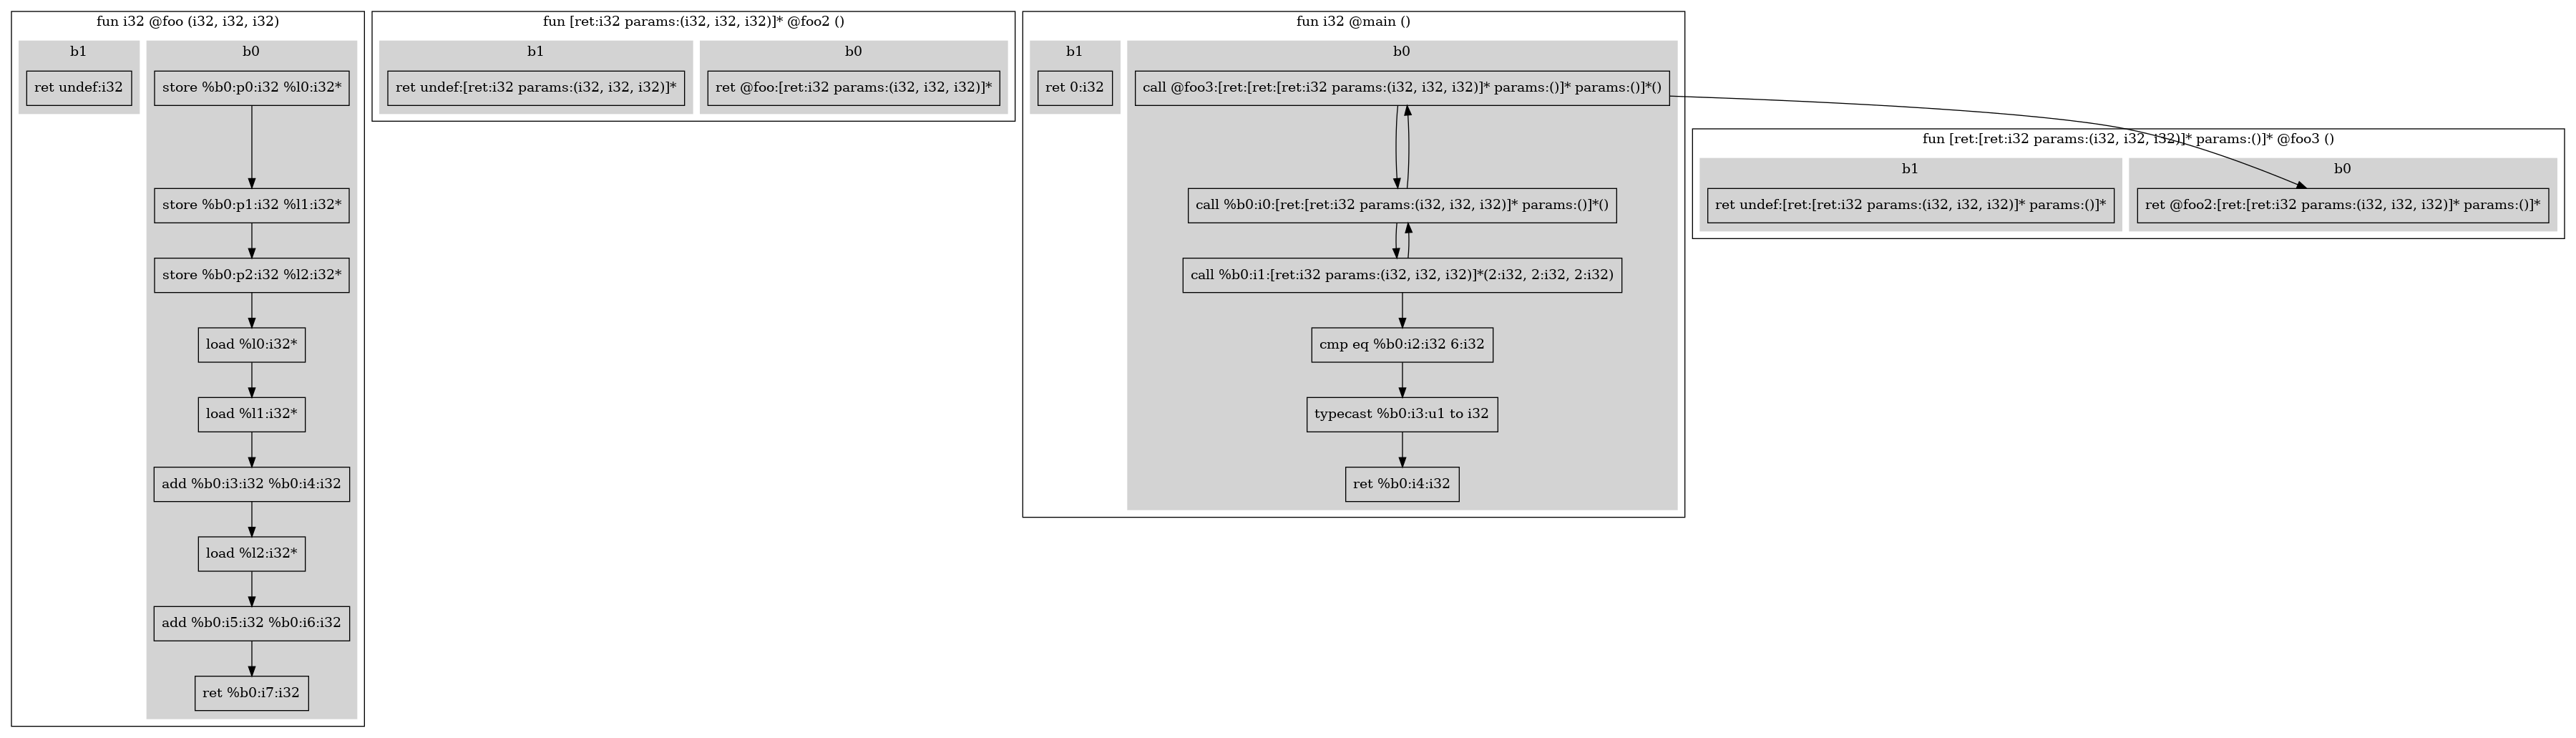 fun i32 @foo (i32, i32, i32)
b1
ret undef:i32
b0
store %b0:p0:i32 %l0:i32*
store %b0:p1:i32 %l1:i32*
store %b0:p2:i32 %l2:i32*
load %l0:i32*
load %l1:i32*
add %b0:i3:i32 %b0:i4:i32
load %l2:i32*
add %b0:i5:i32 %b0:i6:i32
ret %b0:i7:i32
fun [ret:i32 params:(i32, i32, i32)]* @foo2 ()
b1
ret undef:[ret:i32 params:(i32, i32, i32)]*
b0
ret @foo:[ret:i32 params:(i32, i32, i32)]*
fun i32 @main ()
b1
ret 0:i32
b0
call @foo3:[ret:[ret:[ret:i32 params:(i32, i32, i32)]* params:()]* params:()]*()
call %b0:i0:[ret:[ret:i32 params:(i32, i32, i32)]* params:()]*()
call %b0:i1:[ret:i32 params:(i32, i32, i32)]*(2:i32, 2:i32, 2:i32)
cmp eq %b0:i2:i32 6:i32
typecast %b0:i3:u1 to i32
ret %b0:i4:i32
fun [ret:[ret:i32 params:(i32, i32, i32)]* params:()]* @foo3 ()
b1
ret undef:[ret:[ret:i32 params:(i32, i32, i32)]* params:()]*
b0
ret @foo2:[ret:[ret:i32 params:(i32, i32, i32)]* params:()]*